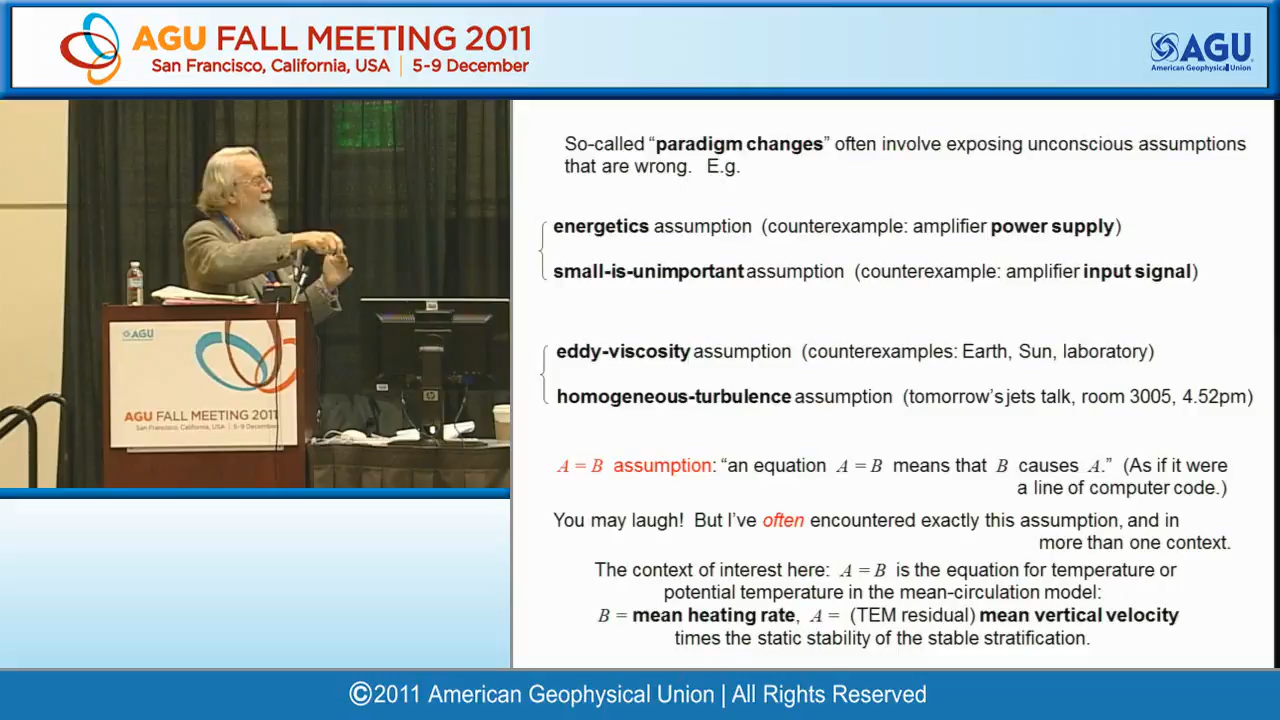 AGU FALL MEETING 2011
San Francisco, California, USA | 5-9 December
AGU
American Geophysical Union
So-called “paradigm changes” often involve exposing unconscious assumptions
that are wrong. E.g.
energetics assumption (counterexample: amplifier power supply)
small-is-unimportant assumption (counterexample: amplifier input signal)
eddy-viscosity assumption (counterexamples: Earth, Sun, laboratory)
homogeneous-turbulence assumption (tomorrow’s jets talk, room 3005, 4.52pm)
A = B assumption: “an equation A = B means that B causes A.” (As if it were
a line of computer code.)
You may laugh! But I’ve often encountered exactly this assumption, and in
more than one context.
The context of interest here: A = B is the equation for temperature or
potential temperature in the mean-circulation model:
B = mean heating rate, A = (TEM residual) mean vertical velocity
times the static stability of the stable stratification.
AGU
AGU FALL MEETING 2011
San Francisco, California, USA | 5-9 December
©2011 American Geophysical Union | All Rights Reserved